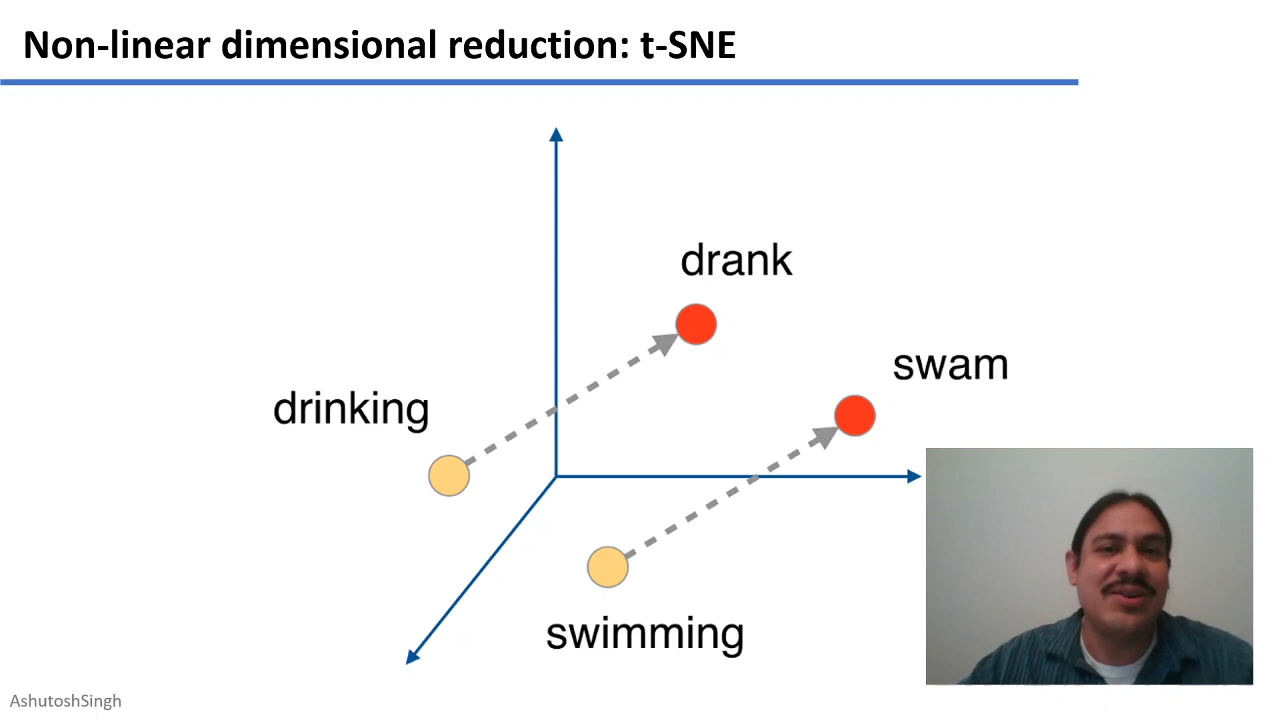 Non-linear dimensional reduction: t-SNE
drank
swam
drinking
swimming
AshutoshSingh